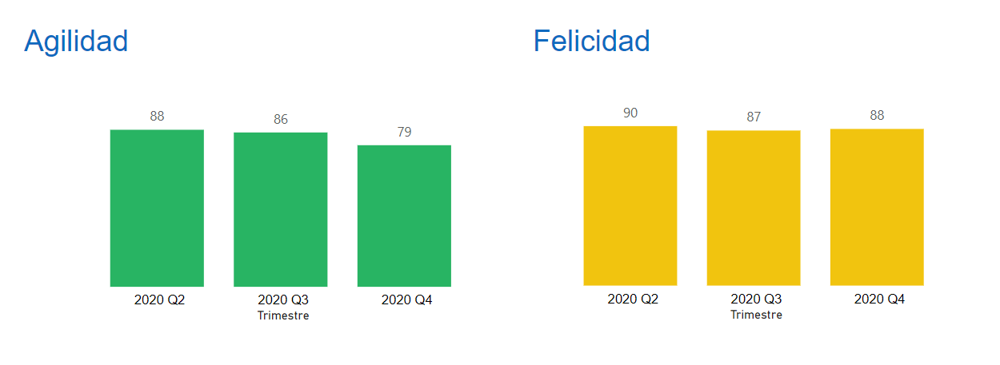 Agilidad
88
86
79
2020 Q2
2020 Q3
2020 Q4
Trimestre
Felicidad
90
87
88
2020 Q2
2020 Q3
2020 Q4
Trimestre